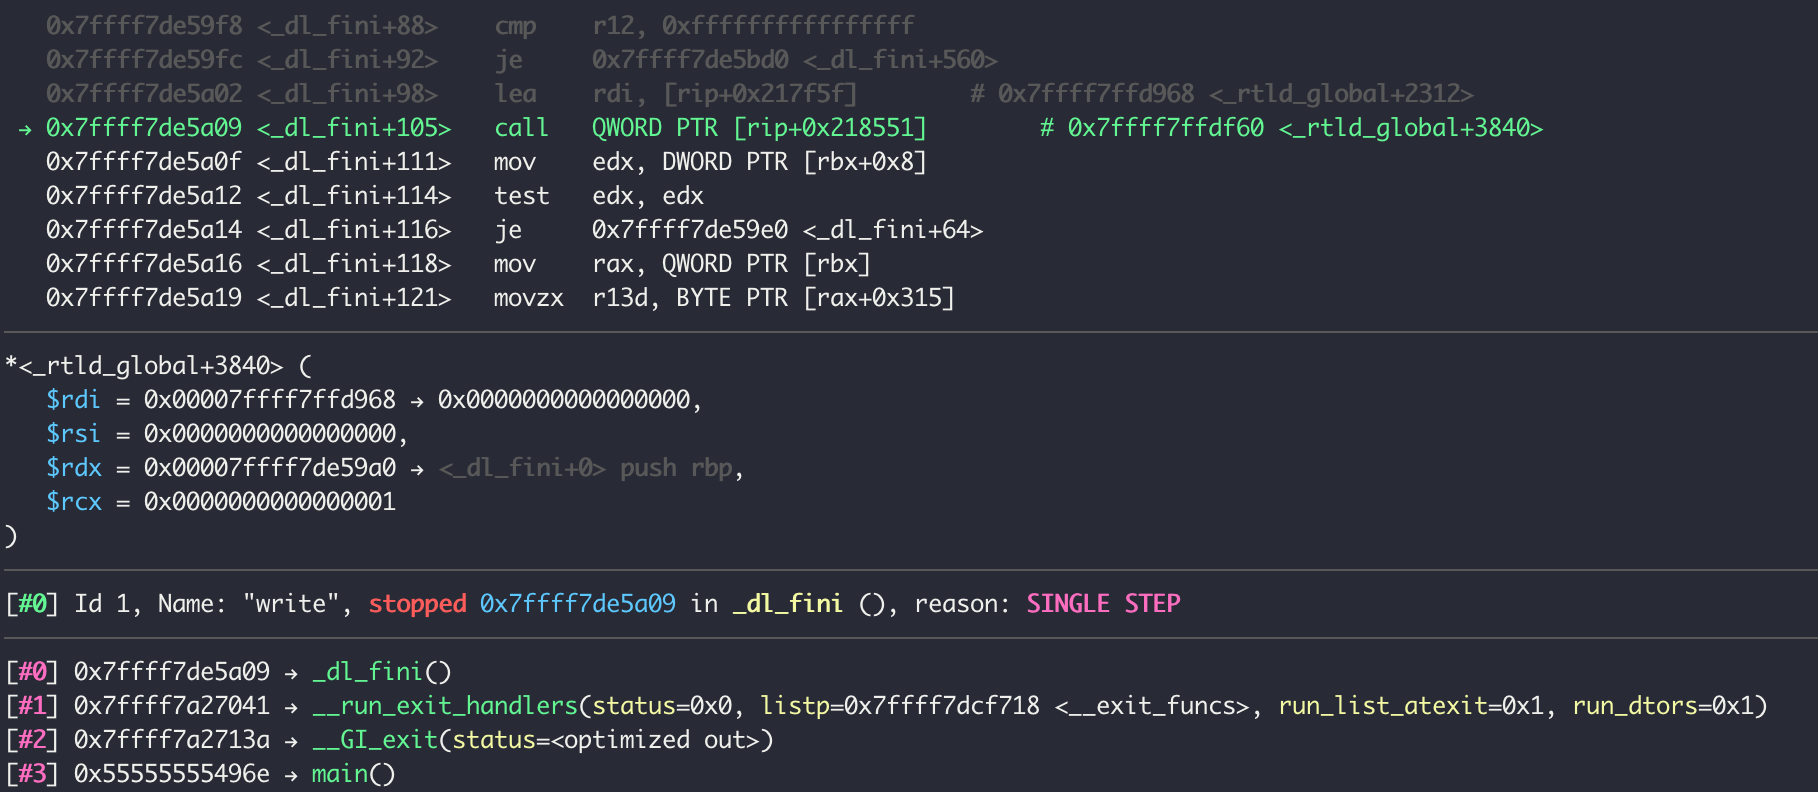 0x7ffff7de59f8 <_dl_fini+88>    cmp    r12, 0xffffffffffffffff
0x7ffff7de59fc <_dl_fini+92>    je     0x7ffff7de5bd0 <_dl_fini+560>
0x7ffff7de5a02 <_dl_fini+98>    lea    rdi, [rip+0x217f5f]        # 0x7ffff7ffd968 <_rtld_global+2312>
→ 0x7ffff7de5a09 <_dl_fini+105>   call   QWORD PTR [rip+0x218551]        # 0x7ffff7ffdf60 <_rtld_global+3840>
0x7ffff7de5a0f <_dl_fini+111>   mov    edx, DWORD PTR [rbx+0x8]
0x7ffff7de5a12 <_dl_fini+114>   test   edx, edx
0x7ffff7de5a14 <_dl_fini+116>   je     0x7ffff7de59e0 <_dl_fini+64>
0x7ffff7de5a16 <_dl_fini+118>   mov    rax, QWORD PTR [rbx]
0x7ffff7de5a19 <_dl_fini+121>   movzx  r13d, BYTE PTR [rax+0x315]
*<_rtld_global+3840> (
$rdi = 0x00007ffff7ffd968 → 0x0000000000000000,
$rsi = 0x0000000000000000,
$rdx = 0x00007ffff7de59a0 → <_dl_fini+0> push rbp,
$rcx = 0x0000000000000001
)
[#0] Id 1, Name: "write", stopped 0x7ffff7de5a09 in _dl_fini (), reason: SINGLE STEP
[#0] 0x7ffff7de5a09 → _dl_fini()
[#1] 0x7ffff7a27041 → __run_exit_handlers(status=0x0, listp=0x7ffff7dcf718 <__exit_funcs>, run_list_atexit=0x1, run_dtors=0x1)
[#2] 0x7ffff7a2713a → __GI_exit(status=<optimized out>)
[#3] 0x55555555496e → main()